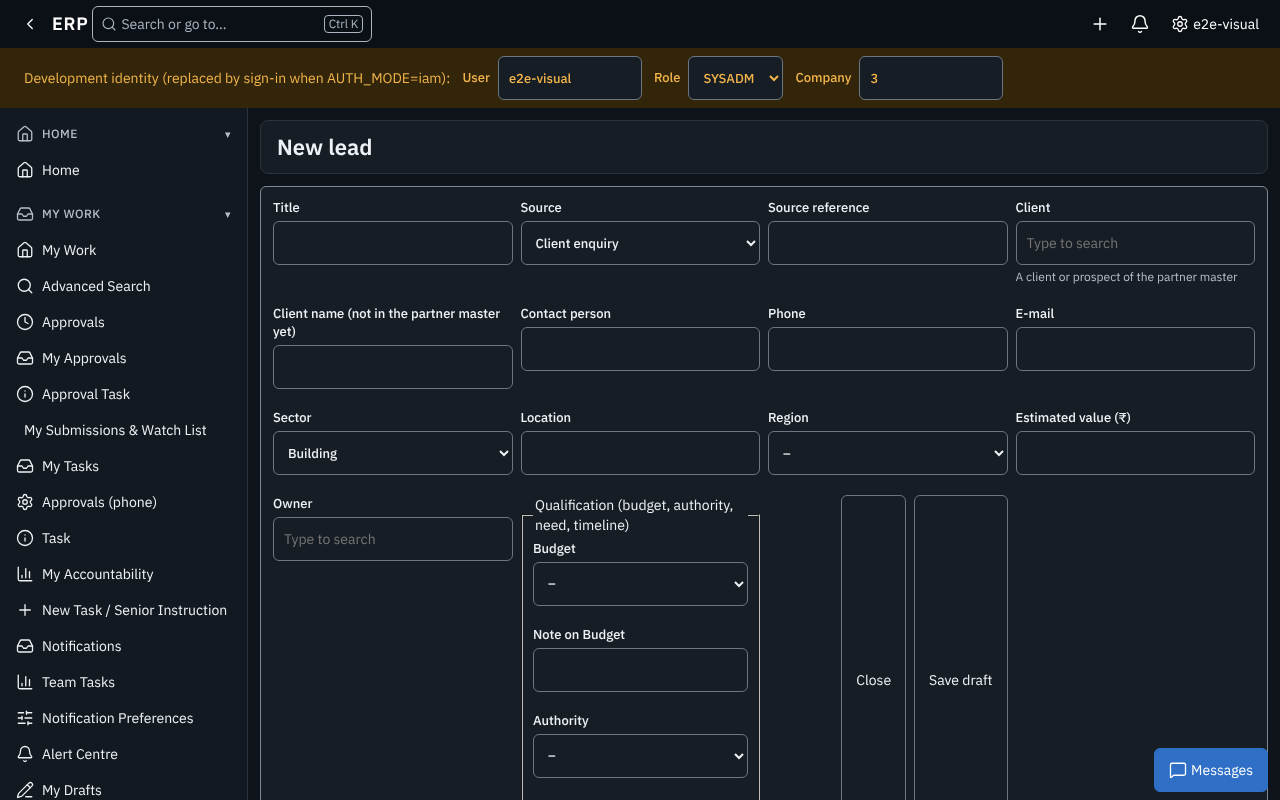 ERP
Search or go to...
Ctrl K
e2e-visual
Development identity (replaced by sign-in when AUTH_MODE=iam):
User
e2e-visual
Role
SYSADM
Company
3
HOME
Home
MY WORK
My Work
Advanced Search
Approvals
My Approvals
Approval Task
My Submissions & Watch List
My Tasks
Approvals (phone)
Task
My Accountability
New Task / Senior Instruction
Notifications
Team Tasks
Notification Preferences
Alert Centre
My Drafts
New lead
Title
Source
Client enquiry
Source reference
Client
Type to search
A client or prospect of the partner master
Client name (not in the partner master
yet)
Contact person
Phone
E-mail
Sector
Building
Location
Region
–
Estimated value (₹)
Owner
Type to search
Qualification (budget, authority,
need, timeline)
Budget
–
Note on Budget
Authority
–
Close
Save draft
Messages